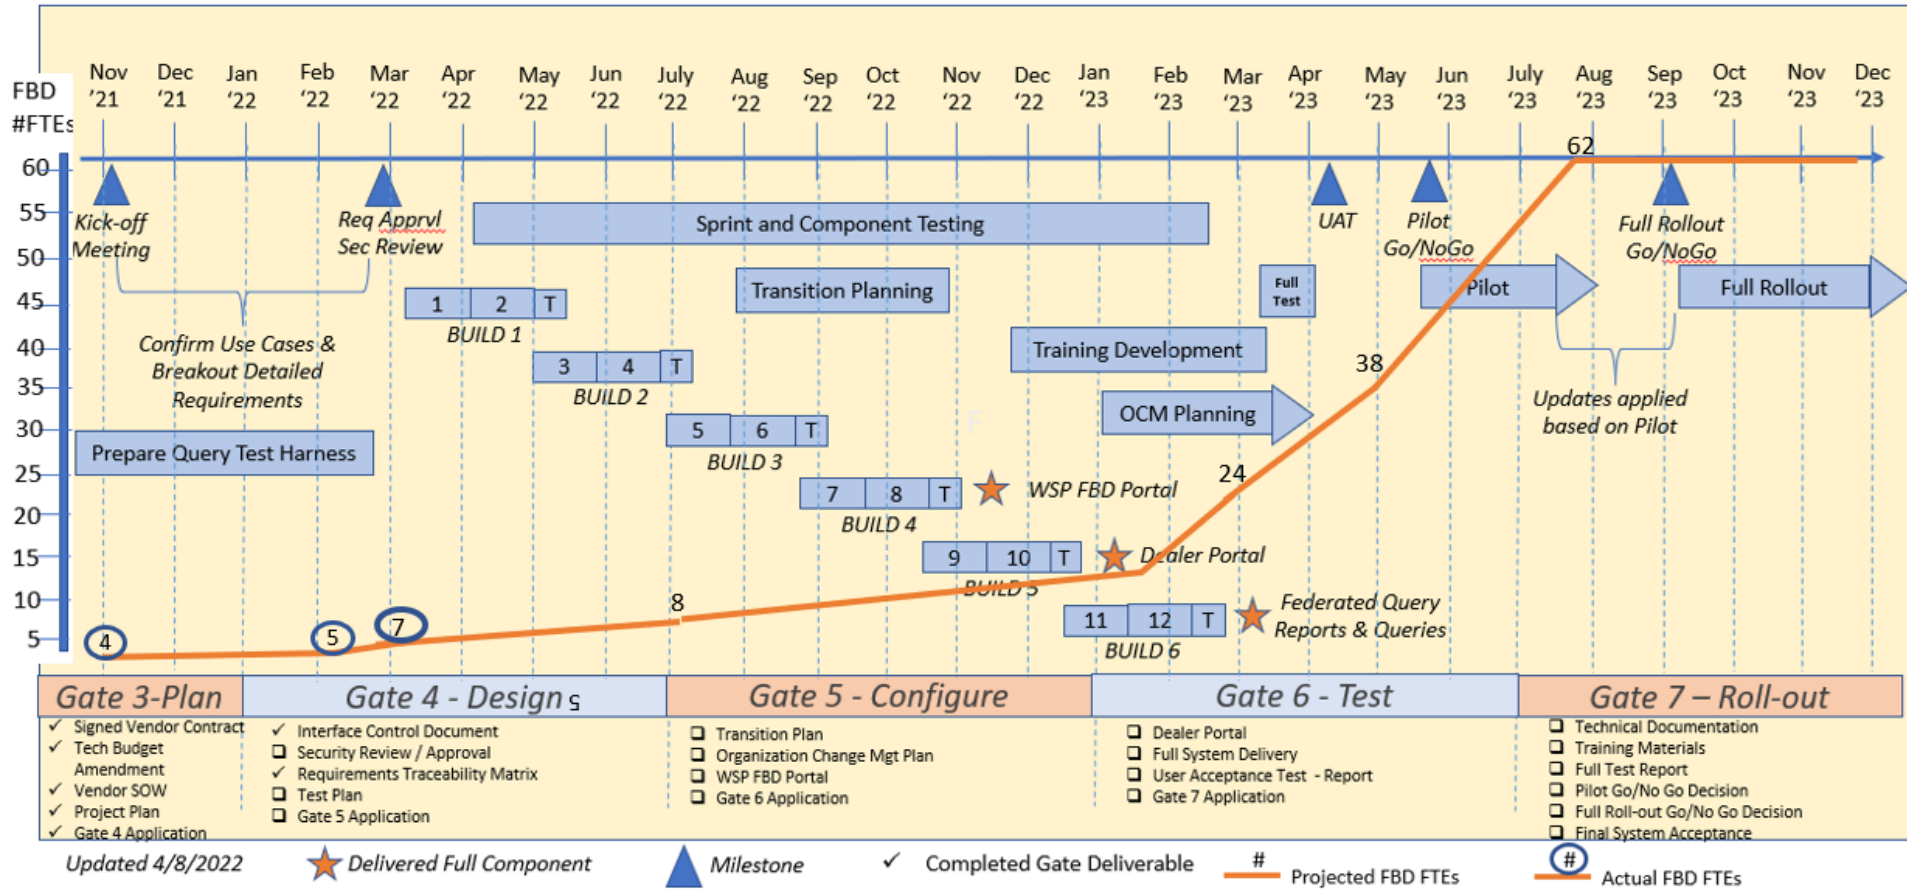 Nov Dec Jan Feb Mar Apr May Jun July Aug Sep Oct Nov Dec Jan Feb Mar Apr May Jun July Aug Sep Oct Nov Dec
'21 '21 '22 '22 '22 '22 '22 '22 '22 '22 '22 '22 '22 '22 '23 '23 '23 '23 '23 '23 '23 '23 '23 '23 '23 '23
FBD
#FTEs
60
55
50
45
40
35
30
25
20
15
10
5
Kick-off
Meeting
Req Apprvl
Sec Review
UAT
Pilot
Go/NoGo
62
Full Rollout
Go/NoGo
Sprint and Component Testing
Transition Planning
Full
Test
Pilot
Full Rollout
1 2 T
BUILD 1
Confirm Use Cases &
Breakout Detailed
Requirements
3 4 T
BUILD 2
Training Development
38
OCM Planning
Updates applied
based on Pilot
Prepare Query Test Harness
5 6 T
BUILD 3
F
24
7 8 T
BUILD 4
WSP FBD Portal
9 10 T
BUILD 5
Dealer Portal
11 12 T
BUILD 6
Federated Query
Reports & Queries
4
5
7
8
Gate 3-Plan
Gate 4 - Design 5
Gate 5 - Configure
Gate 6 - Test
Gate 7 – Roll-out
✓ Signed Vendor Contract
✓ Tech Budget
Amendment
✓ Vendor SOW
✓ Project Plan
✓ Gate 4 Application
✓ Interface Control Document
❑ Security Review / Approval
✓ Requirements Traceability Matrix
❑ Test Plan
❑ Gate 5 Application
❑ Transition Plan
❑ Organization Change Mgt Plan
❑ WSP FBD Portal
❑ Gate 6 Application
❑ Dealer Portal
❑ Full System Delivery
❑ User Acceptance Test - Report
❑ Gate 7 Application
❑ Technical Documentation
❑ Training Materials
❑ Full Test Report
❑ Pilot Go/No Go Decision
❑ Full Roll-out Go/No Go Decision
❑ Final System Acceptance
Updated 4/8/2022
Delivered Full Component
Milestone
✓ Completed Gate Deliverable
# Projected FBD FTEs
# Actual FBD FTEs